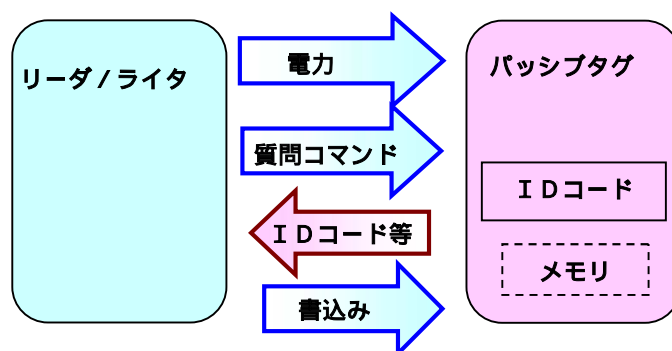 リーダ / ライタ
電力
パッシブタグ
質問コマンド
ＩＤコード
ＩＤコード等
メモリ
書込み